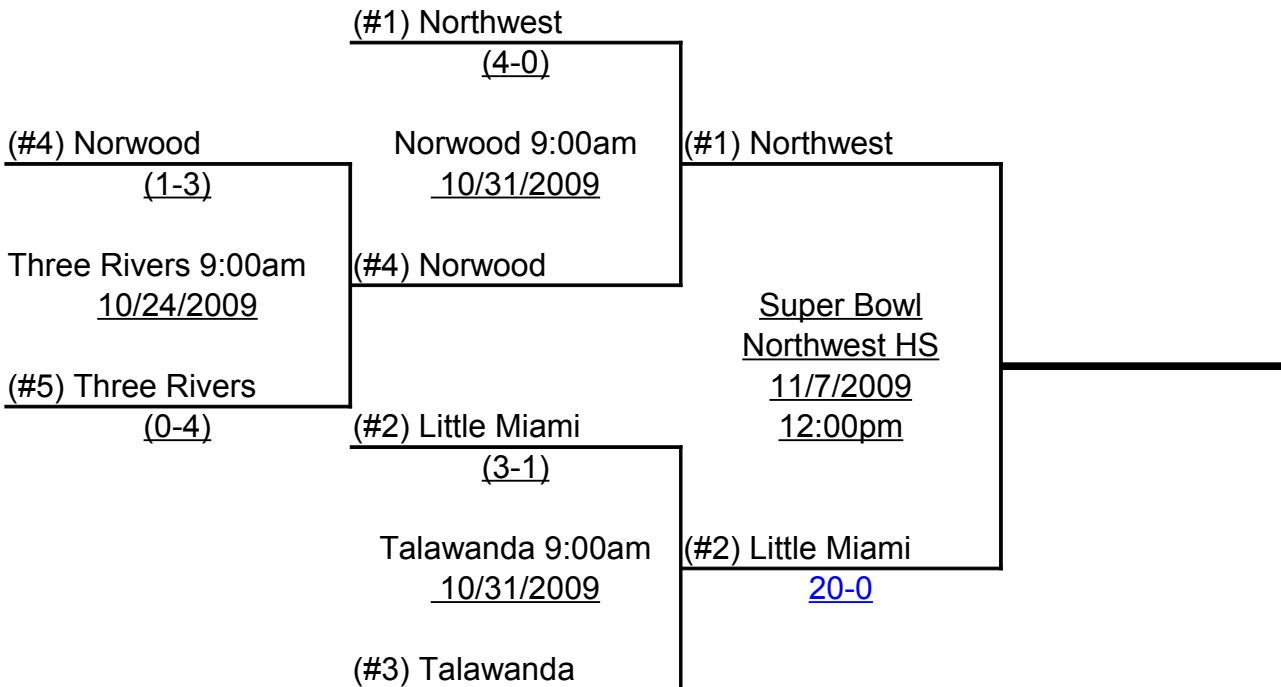 (#1) Northwest
(4-0)
(#4) Norwood
(1-3)
Norwood 9:00am
10/31/2009
(#1) Northwest
Three Rivers 9:00am
10/24/2009
(#4) Norwood
Super Bowl
Northwest HS
11/7/2009
12:00pm
(#5) Three Rivers
(0-4)
(#2) Little Miami
(3-1)
Talawanda 9:00am
10/31/2009
(#2) Little Miami
20-0
(#3) Talawanda